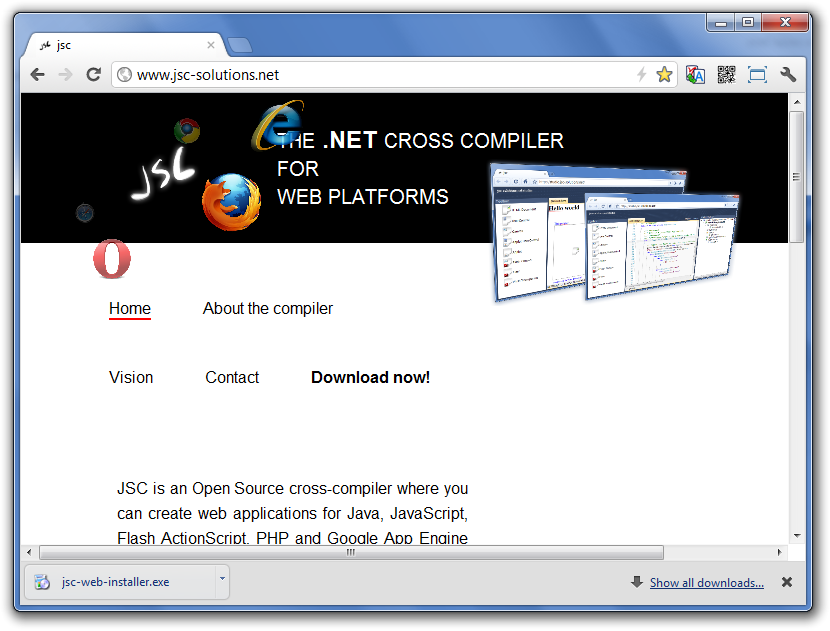 jsc
www.jsc-solutions.net
jsc
THE .NET CROSS COMPILER
FOR
WEB PLATFORMS
Hello world
Home About the compiler
Vision Contact Download now!
JSC is an Open Source cross-compiler where you
can create web applications for Java, JavaScript,
Flash ActionScript, PHP and Google App Engine
jsc-web-installer.exe Show all downloads...